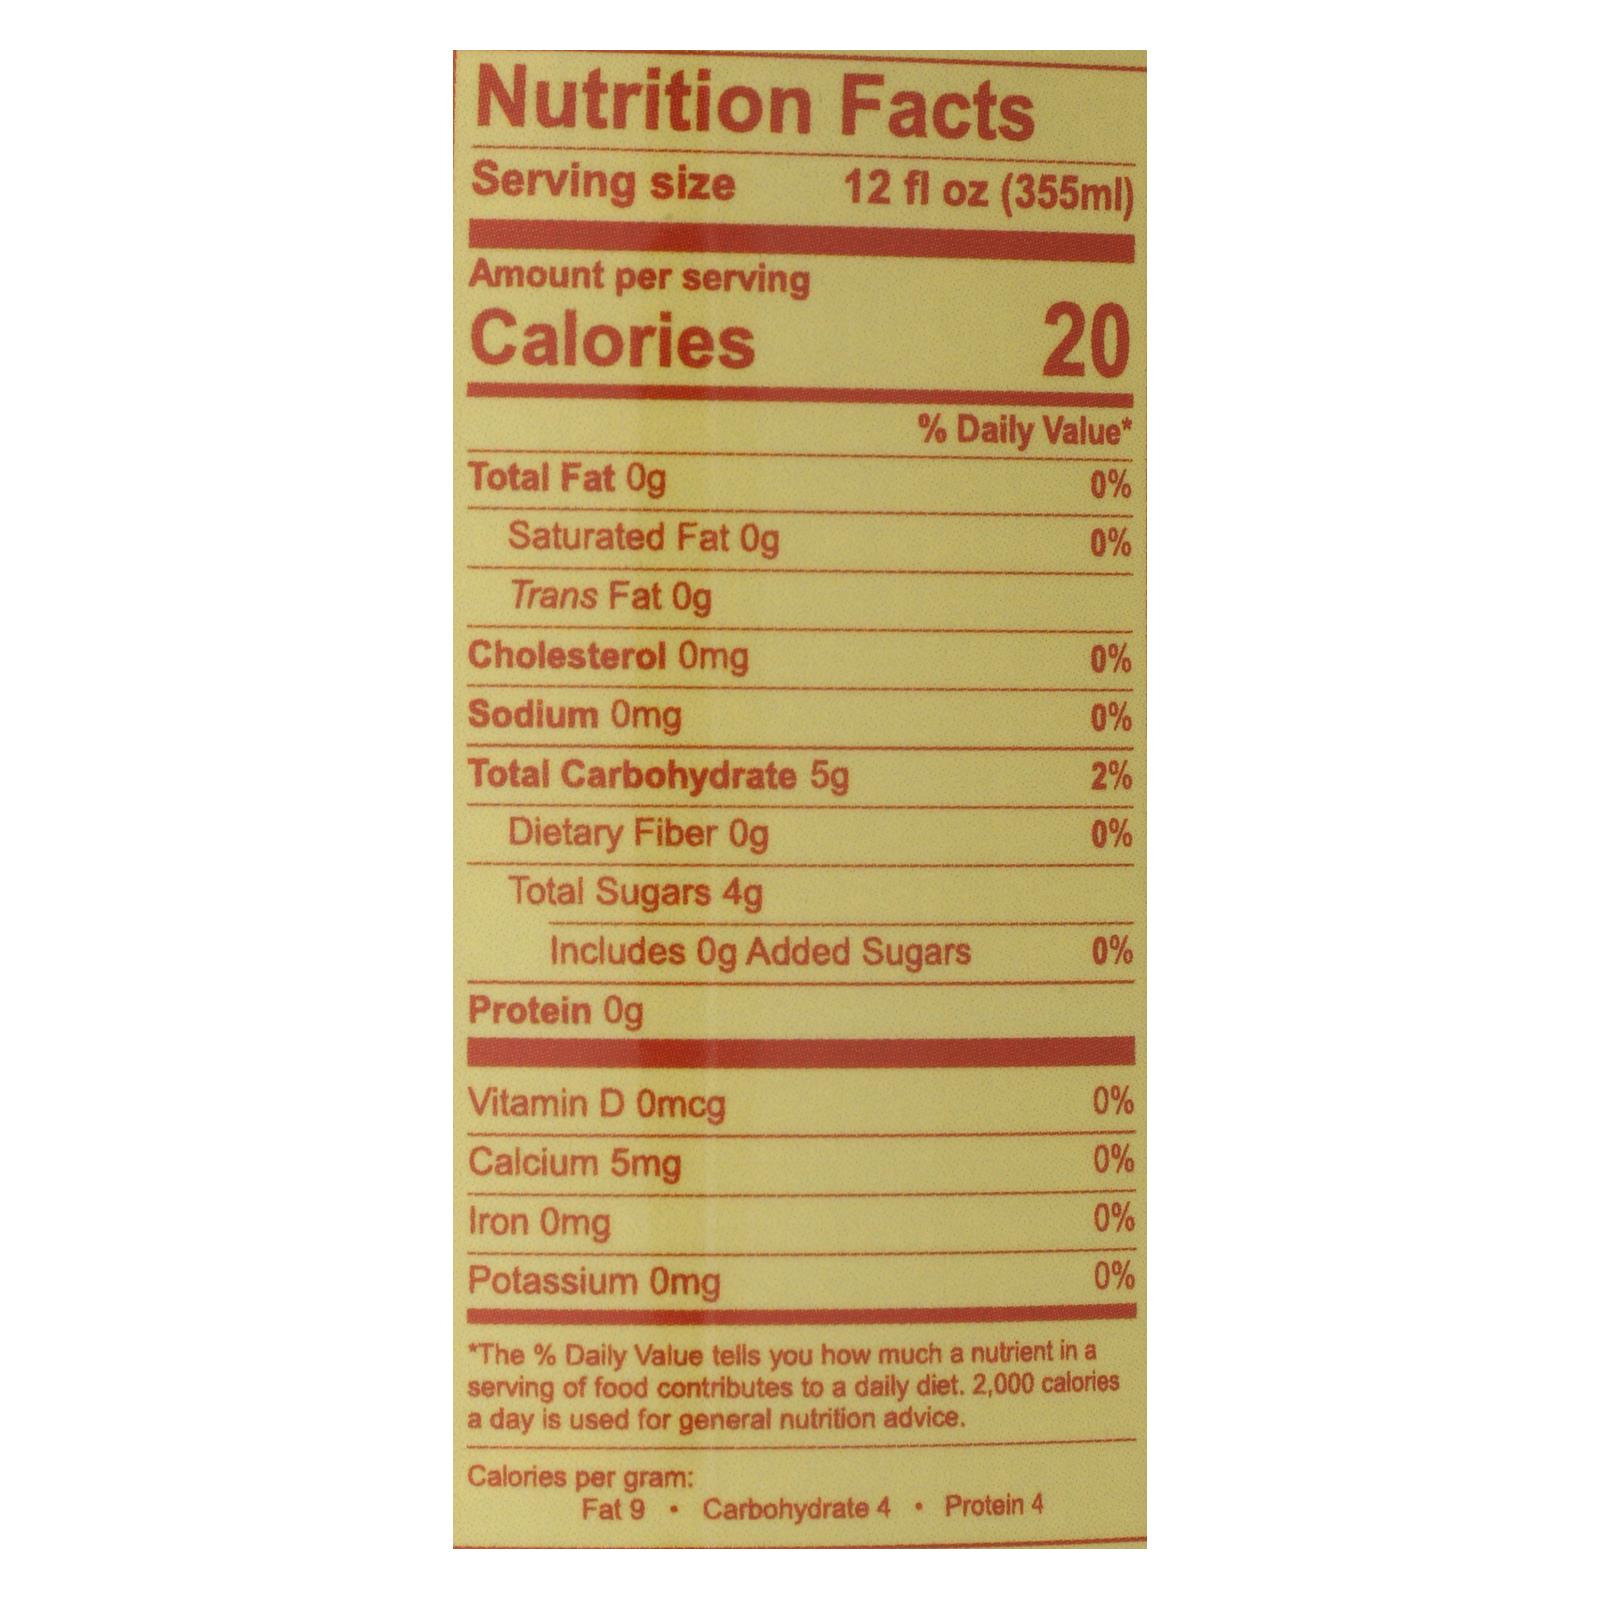 Nutrition Facts
Serving size 12 fl oz (355ml)
Amount per serving
Calories 20
% Daily Value*
Total Fat 0g 0%
Saturated Fat 0g 0%
Trans Fat 0g
Cholesterol 0mg 0%
Sodium 0mg 0%
Total Carbohydrate 5g 2%
Dietary Fiber 0g 0%
Total Sugars 4g
Includes 0g Added Sugars 0%
Protein 0g
Vitamin D 0mcg 0%
Calcium 5mg 0%
Iron 0mg 0%
Potassium 0mg 0%
*The % Daily Value tells you how much a nutrient in a
serving of food contributes to a daily diet. 2,000 calories
a day is used for general nutrition advice.
Calories per gram:
Fat 9 • Carbohydrate 4 • Protein 4